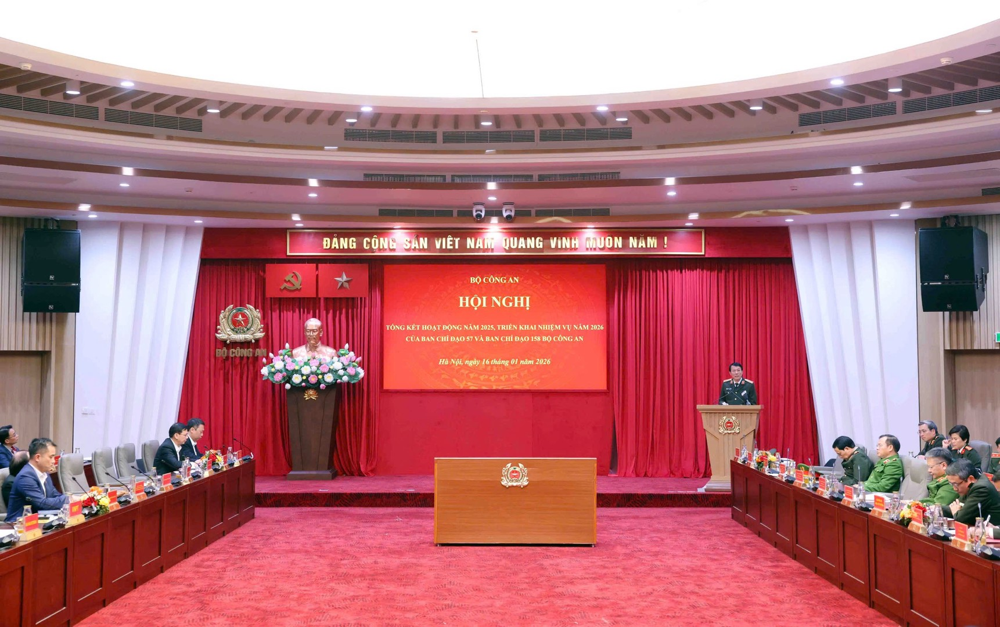 ĐẢNG CỘNG SẢN VIỆT NAM QUANG VINH MUÔN NĂM !
BỘ CÔNG AN
HỘI NGHỊ
TỔNG KẾT HOẠT ĐỘNG NĂM 2025, TRIỂN KHAI NHIỆM VỤ NĂM 2026
CỦA BAN CHỈ ĐẠO 57 VÀ BAN CHỈ ĐẠO 158 BỘ CÔNG AN
Hà Nội, ngày 16 tháng 01 năm 2026
BỘ CÔNG AN